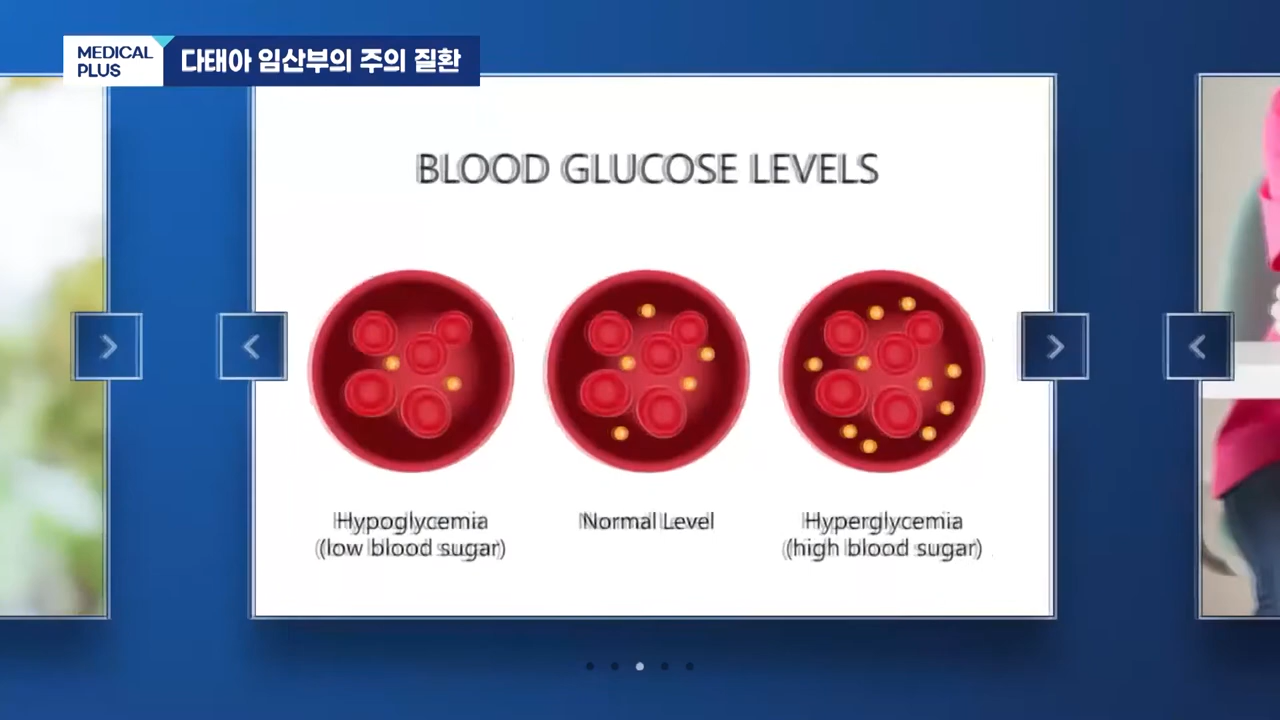 MEDICAL
PLUS
다태아 임산부의 주의 질환
BLOOD GLUCOSE LEVELS
Hypoglycemia
(low blood sugar)
Normal Level
Hyperglycemia
(high blood sugar)